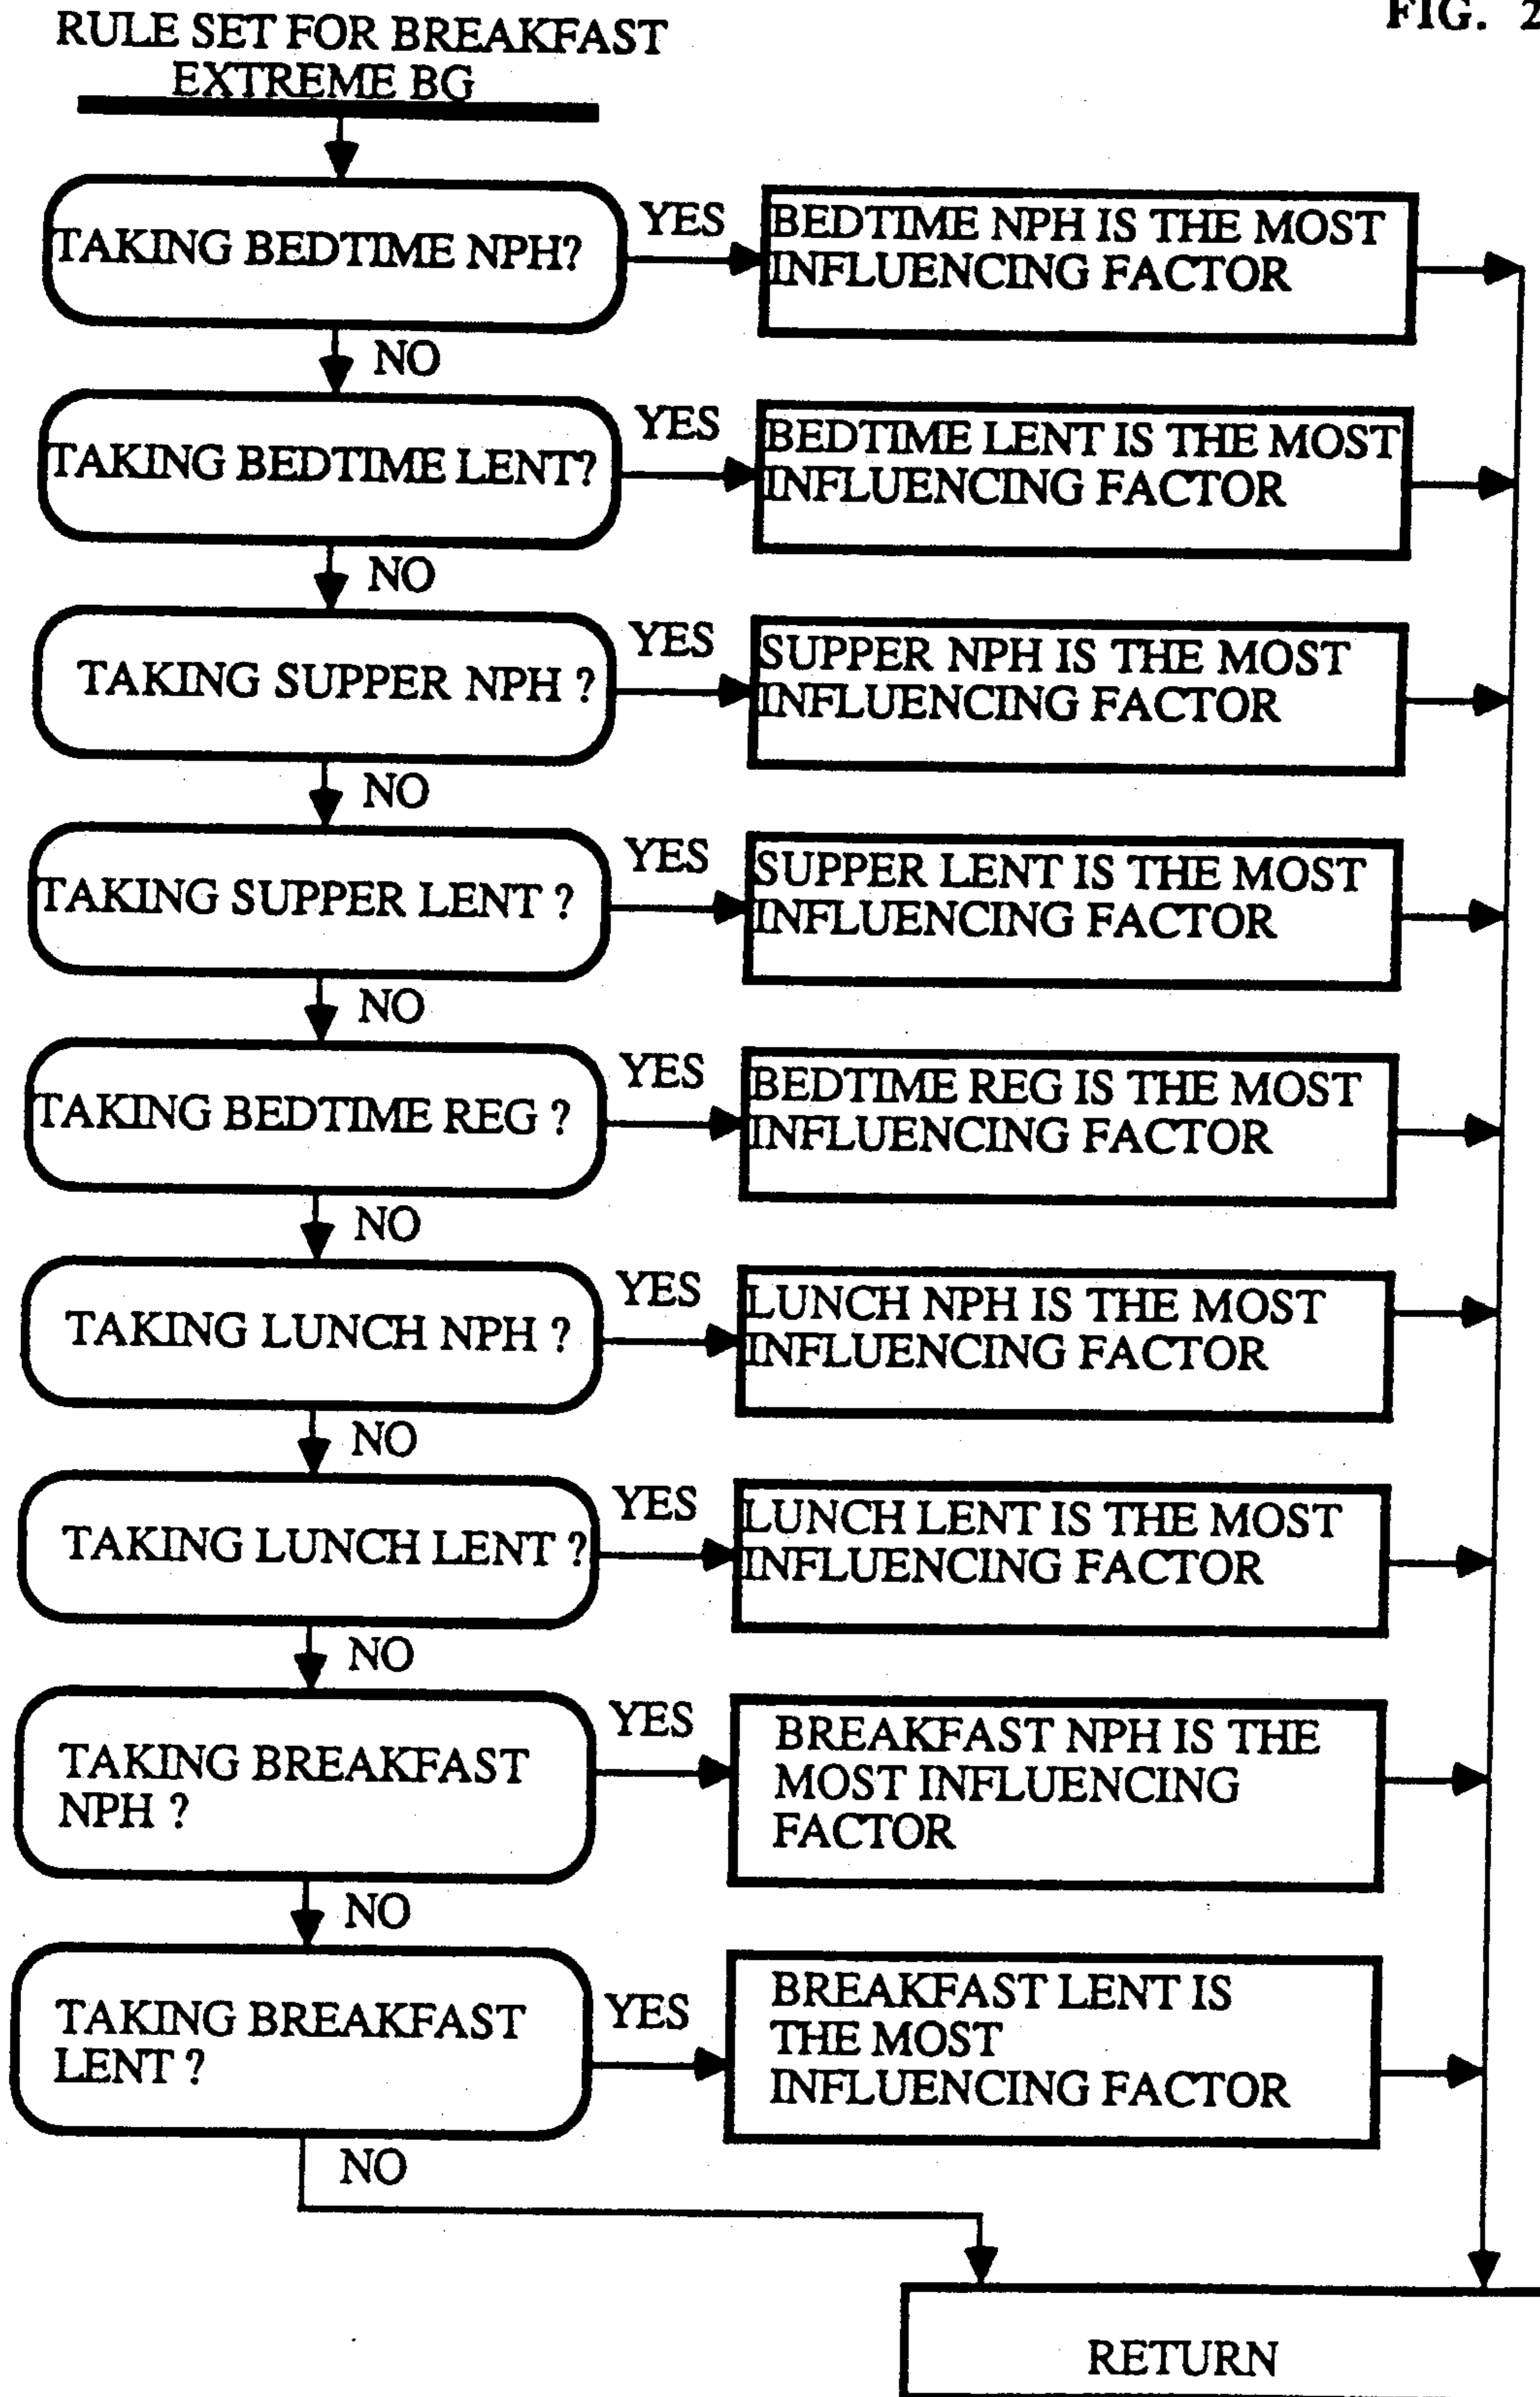 FIG. 2
RULE SET FOR BREAKFAST
EXTREME BG
TAKING BEDTIME NPH?
YES
BEDTIME NPH IS THE MOST
INFLUENCING FACTOR
NO
TAKING BEDTIME LENT?
YES
BEDTIME LENT IS THE MOST
INFLUENCING FACTOR
NO
TAKING SUPPER NPH ?
YES
SUPPER NPH IS THE MOST
INFLUENCING FACTOR
NO
TAKING SUPPER LENT ?
YES
SUPPER LENT IS THE MOST
INFLUENCING FACTOR
NO
TAKING BEDTIME REG ?
YES
BEDTIME REG IS THE MOST
INFLUENCING FACTOR
NO
TAKING LUNCH NPH ?
YES
LUNCH NPH IS THE MOST
INFLUENCING FACTOR
NO
TAKING LUNCH LENT ?
YES
LUNCH LENT IS THE MOST
INFLUENCING FACTOR
NO
TAKING BREAKFAST
NPH ?
YES
BREAKFAST NPH IS THE
MOST INFLUENCING
FACTOR
NO
TAKING BREAKFAST
LENT ?
YES
BREAKFAST LENT IS
THE MOST
INFLUENCING FACTOR
NO
RETURN